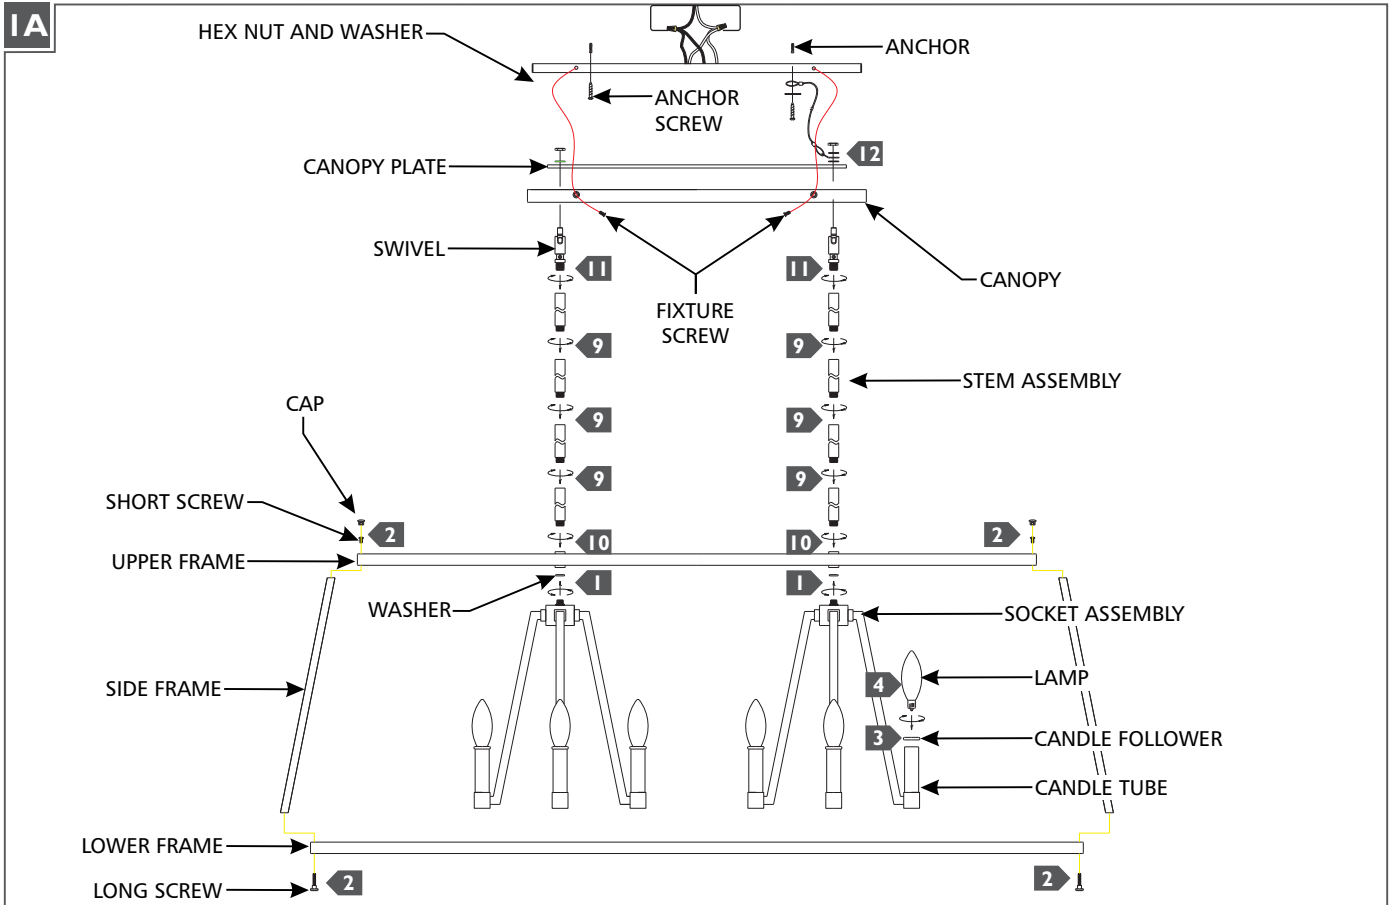 1A
HEX NUT AND WASHER
ANCHOR
ANCHOR
SCREW
12
CANOPY PLATE
SWIVEL
11
11
CANOPY
FIXTURE
SCREW
9
9
STEM ASSEMBLY
CAP
9
9
9
9
SHORT SCREW
2
2
10
10
UPPER FRAME
1
1
WASHER
SOCKET ASSEMBLY
LAMP
4
SIDE FRAME
3
CANDLE FOLLOWER
CANDLE TUBE
LOWER FRAME
2
2
LONG SCREW